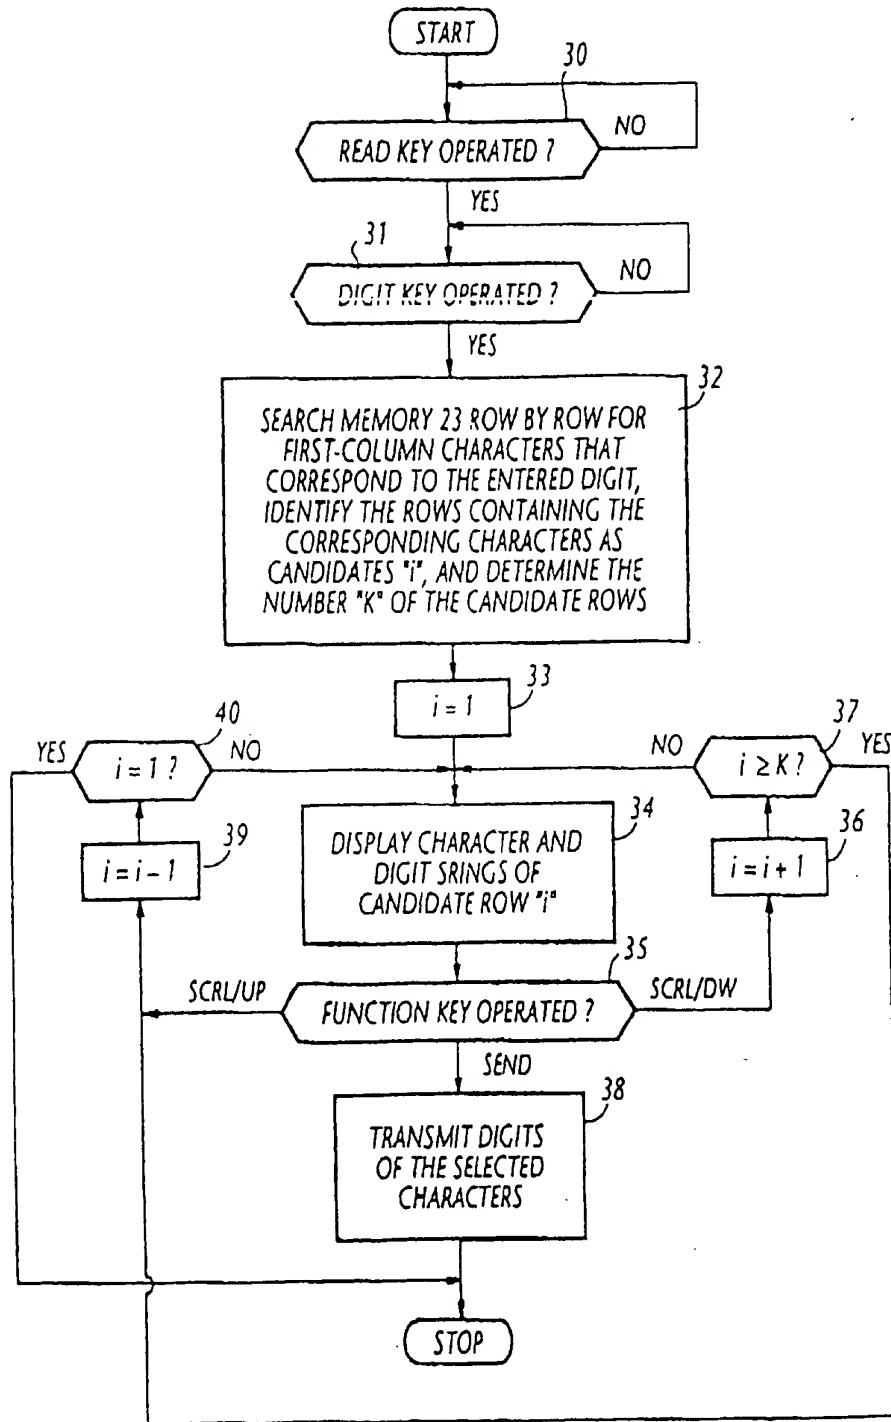 START
30
NO
READ KEY OPERATED ?
YES
31
NO
DIGIT KEY OPERATED ?
YES
32
SEARCH MEMORY 23 ROW BY ROW FOR
FIRST-COLUMN CHARACTERS THAT
CORRESPOND TO THE ENTERED DIGIT,
IDENTIFY THE ROWS CONTAINING THE
CORRESPONDING CHARACTERS AS
CANDIDATES "i", AND DETERMINE THE
NUMBER "K" OF THE CANDIDATE ROWS
33
i = 1
40
YES
i = 1 ?
NO
37
NO
i ≥ K ?
YES
39
i = i - 1
34
DISPLAY CHARACTER AND
DIGIT SRINGS OF
CANDIDATE ROW "i"
36
i = i + 1
35
SCRL/UP
FUNCTION KEY OPERATED ?
SCRL/DW
SEND
38
TRANSMIT DIGITS
OF THE SELECTED
CHARACTERS
STOP